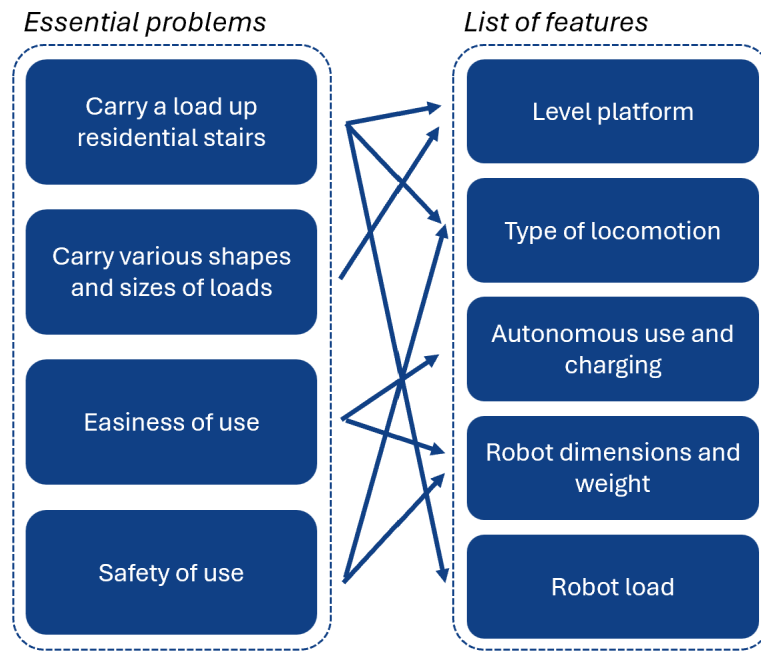 Essential problems
Carry a load up
residential stairs
Carry various shapes
and sizes of loads
Easiness of use
Safety of use
List of features
Level platform
Type of locomotion
Autonomous use and
charging
Robot dimensions and
weight
Robot load